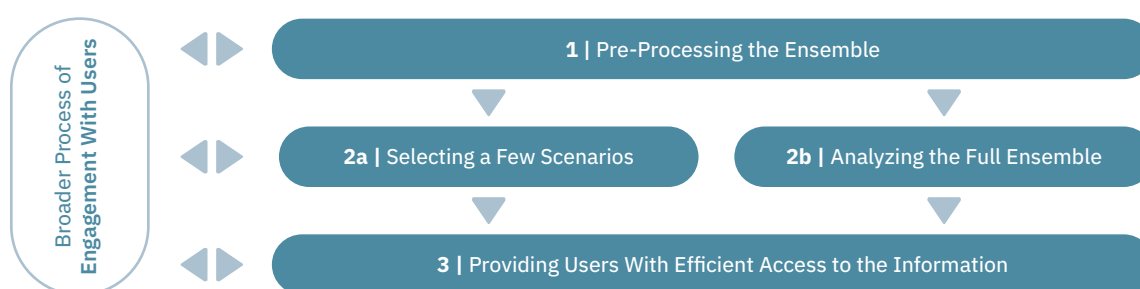 Broader Process of
Engagement With Users
1 | Pre-Processing the Ensemble
2a | Selecting a Few Scenarios
2b | Analyzing the Full Ensemble
3 | Providing Users With Efficient Access to the Information